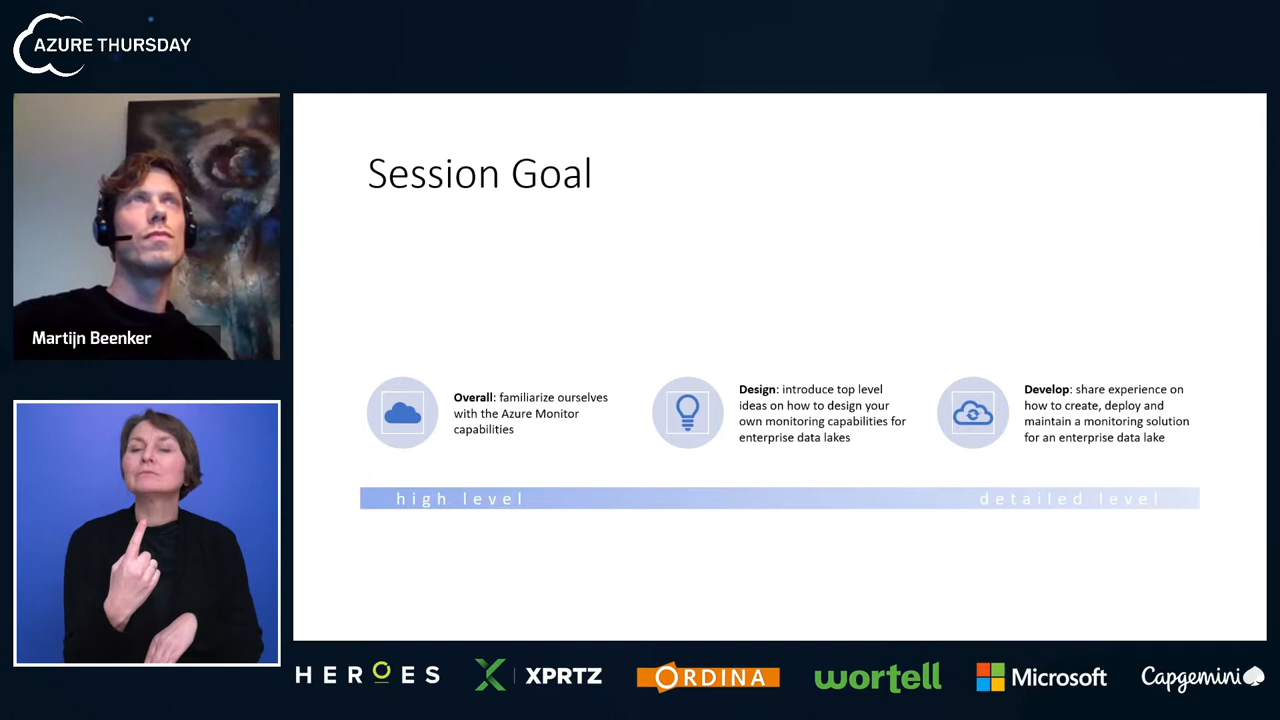 AZURE THURSDAY
Martijn Beenker
Session Goal
Overall: familiarize ourselves
with the Azure Monitor
capabilities
Design: introduce top level
ideas on how to design your
own monitoring capabilities for
enterprise data lakes
Develop: share experience on
how to create, deploy and
maintain a monitoring solution
for an enterprise data lake
high level
detailed level
HEROES
XPRTZ
ORDINA
wortell
Microsoft
Capgemini